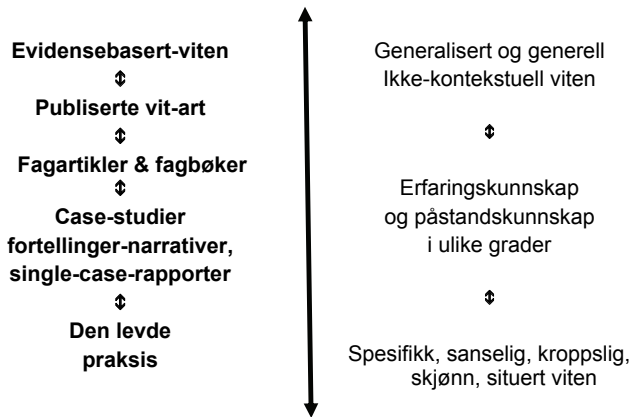 Evidensebasert-viten
Publiserte vit-art
Fagartikler & fagbøker
Case-studier
fortellinger-narrativer,
single-case-rapporter
Den levde
praksis
Generalisert og generell
Ikke-kontekstuell viten
Erfaringskunnskap
og påstandskunnskap
i ulike grader
Spesifikk, sanselig, kroppslig,
skjønn, situert viten